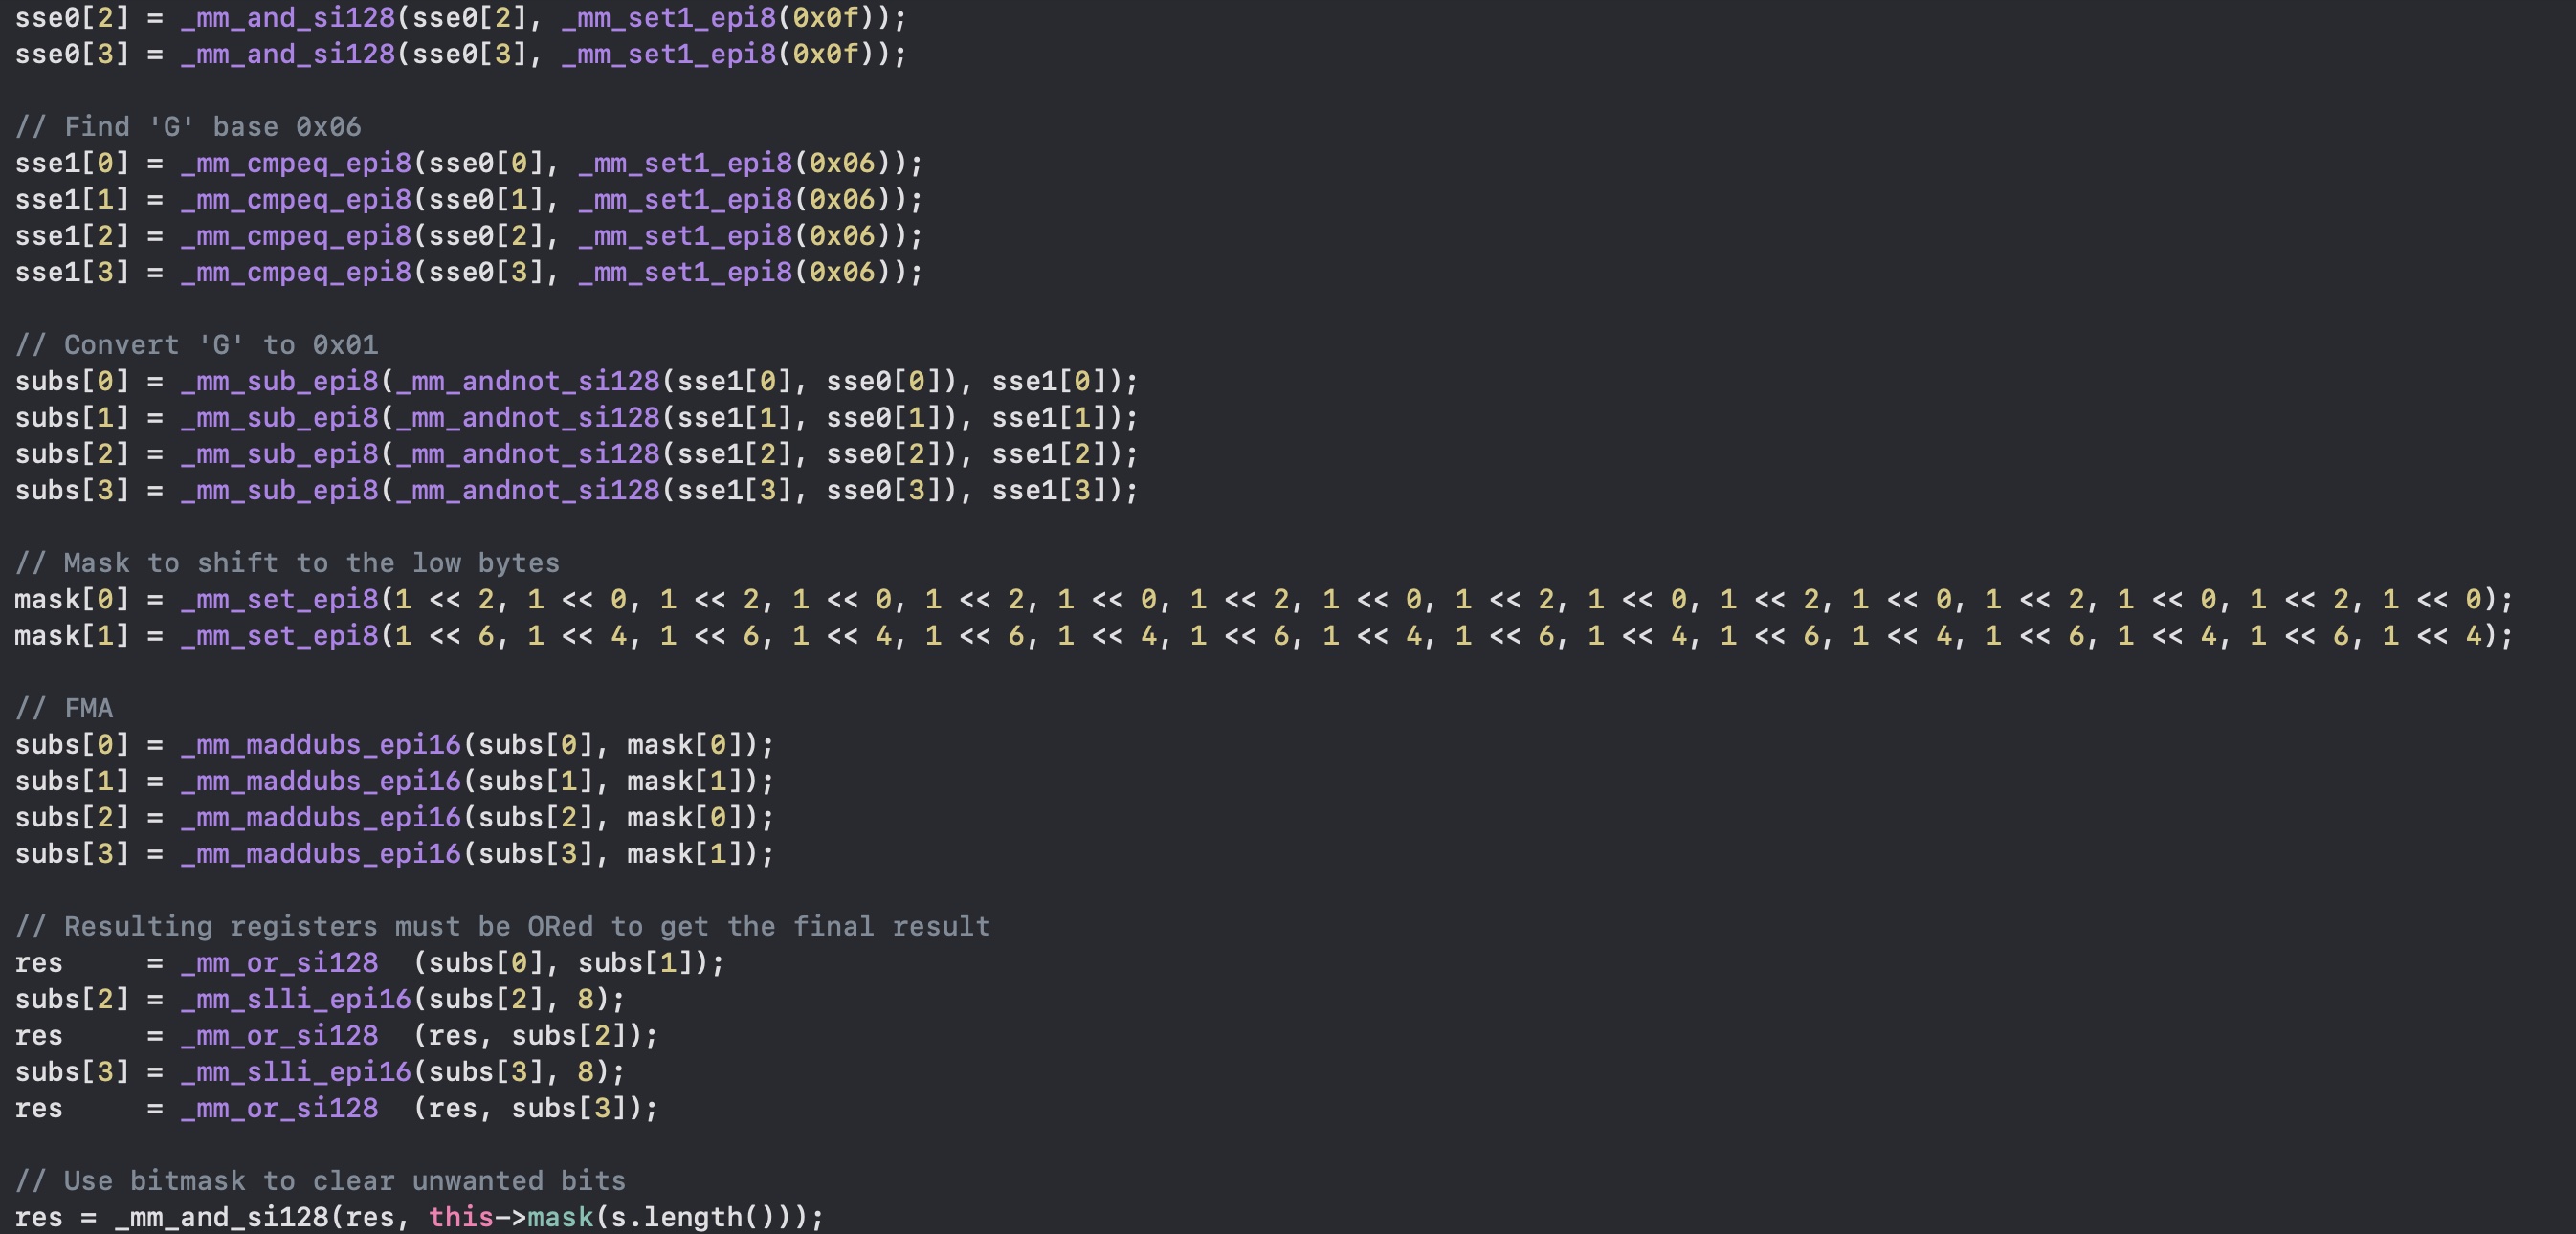 sse0[2] = _mm_and_si128(sse0[2], _mm_set1_epi8(0x0f));
sse0[3] = _mm_and_si128(sse0[3], _mm_set1_epi8(0x0f));
// Find 'G' base 0x06
sse1[0] = _mm_cmpeq_epi8(sse0[0], _mm_set1_epi8(0x06));
sse1[1] = _mm_cmpeq_epi8(sse0[1], _mm_set1_epi8(0x06));
sse1[2] = _mm_cmpeq_epi8(sse0[2], _mm_set1_epi8(0x06));
sse1[3] = _mm_cmpeq_epi8(sse0[3], _mm_set1_epi8(0x06));
// Convert 'G' to 0x01
subs[0] = _mm_sub_epi8(_mm_andnot_si128(sse1[0], sse0[0]), sse1[0]);
subs[1] = _mm_sub_epi8(_mm_andnot_si128(sse1[1], sse0[1]), sse1[1]);
subs[2] = _mm_sub_epi8(_mm_andnot_si128(sse1[2], sse0[2]), sse1[2]);
subs[3] = _mm_sub_epi8(_mm_andnot_si128(sse1[3], sse0[3]), sse1[3]);
// Mask to shift to the low bytes
mask[0] = _mm_set_epi8(1 << 2, 1 << 0, 1 << 2, 1 << 0, 1 << 2, 1 << 0, 1 << 2, 1 << 0, 1 << 2, 1 << 0, 1 << 2, 1 << 0, 1 << 2, 1 << 0, 1 << 2, 1 << 0);
mask[1] = _mm_set_epi8(1 << 6, 1 << 4, 1 << 6, 1 << 4, 1 << 6, 1 << 4, 1 << 6, 1 << 4, 1 << 6, 1 << 4, 1 << 6, 1 << 4, 1 << 6, 1 << 4, 1 << 6, 1 << 4);
// FMA
subs[0] = _mm_maddubs_epi16(subs[0], mask[0]);
subs[1] = _mm_maddubs_epi16(subs[1], mask[1]);
subs[2] = _mm_maddubs_epi16(subs[2], mask[0]);
subs[3] = _mm_maddubs_epi16(subs[3], mask[1]);
// Resulting registers must be ORed to get the final result
res     = _mm_or_si128  (subs[0], subs[1]);
subs[2] = _mm_slli_epi16(subs[2], 8);
res     = _mm_or_si128  (res, subs[2]);
subs[3] = _mm_slli_epi16(subs[3], 8);
res     = _mm_or_si128  (res, subs[3]);
// Use bitmask to clear unwanted bits
res = _mm_and_si128(res, this->mask(s.length()));